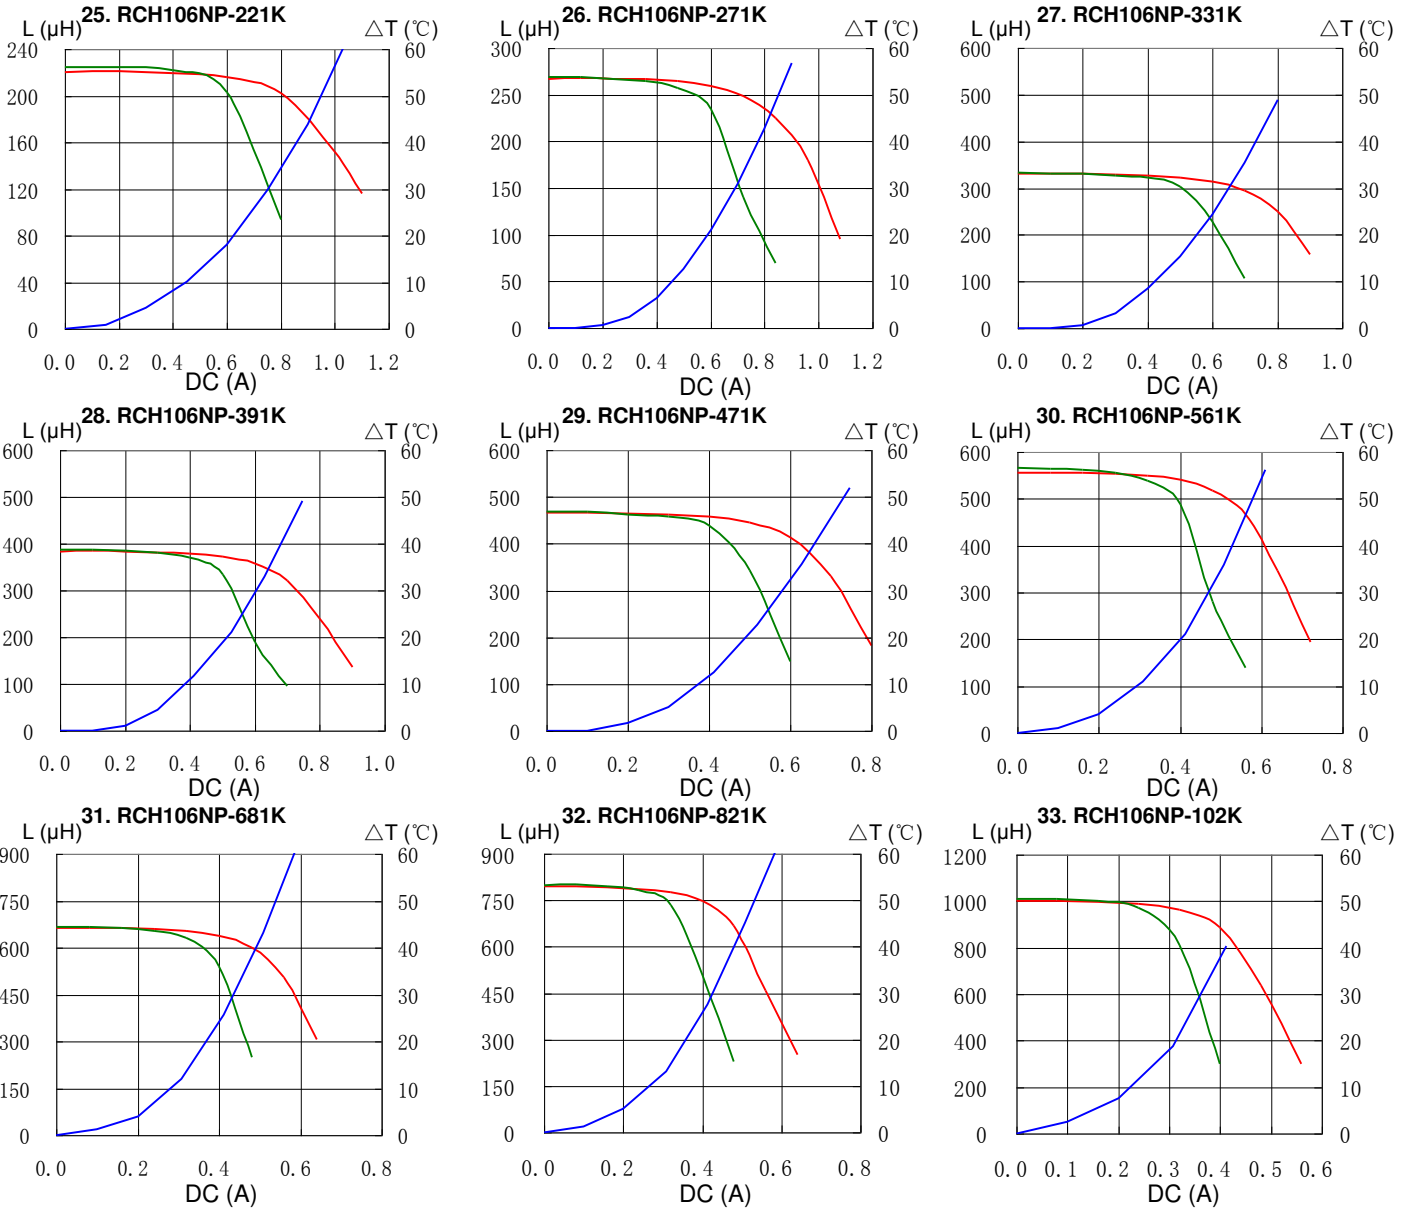 25. RCH106NP-221K
L (μH)
△T (℃)
240
200
160
120
80
40
0
60
50
40
30
20
10
0
0.0 0.2 0.4 0.6 0.8 1.0 1.2
DC (A)
26. RCH106NP-271K
L (μH)
△T (℃)
300
250
200
150
100
50
0
60
50
40
30
20
10
0
0.0 0.2 0.4 0.6 0.8 1.0 1.2
DC (A)
27. RCH106NP-331K
L (μH)
△T (℃)
600
500
400
300
200
100
0
60
50
40
30
20
10
0
0.0 0.2 0.4 0.6 0.8 1.0
DC (A)
28. RCH106NP-391K
L (μH)
△T (℃)
600
500
400
300
200
100
0
60
50
40
30
20
10
0
0.0 0.2 0.4 0.6 0.8 1.0
DC (A)
29. RCH106NP-471K
L (μH)
△T (℃)
600
500
400
300
200
100
0
60
50
40
30
20
10
0
0.0 0.2 0.4 0.6 0.8
DC (A)
30. RCH106NP-561K
L (μH)
△T (℃)
600
500
400
300
200
100
0
60
50
40
30
20
10
0
0.0 0.2 0.4 0.6 0.8
DC (A)
31. RCH106NP-681K
L (μH)
△T (℃)
900
750
600
450
300
150
0
60
50
40
30
20
10
0
0.0 0.2 0.4 0.6 0.8
DC (A)
32. RCH106NP-821K
L (μH)
△T (℃)
900
750
600
450
300
150
0
60
50
40
30
20
10
0
0.0 0.2 0.4 0.6 0.8
DC (A)
33. RCH106NP-102K
L (μH)
△T (℃)
1200
1000
800
600
400
200
0
60
50
40
30
20
10
0
0.0 0.1 0.2 0.3 0.4 0.5 0.6
DC (A)